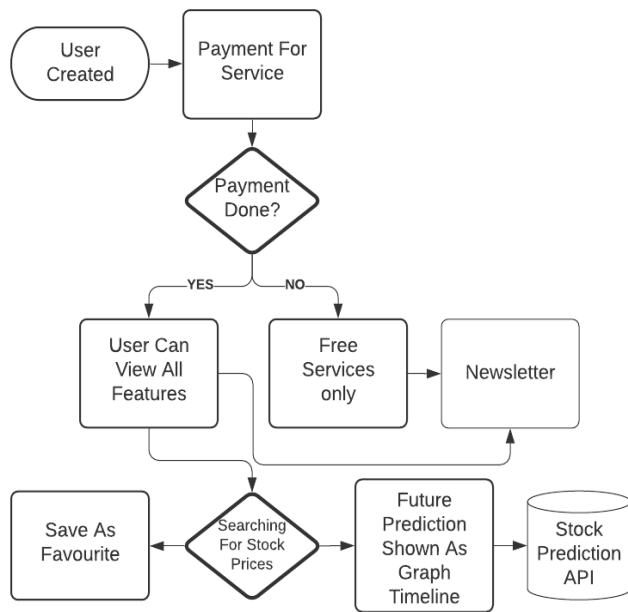 User
Created
Payment For
Service
Payment
Done?
YES
NO
User Can
View All
Features
Free
Services
only
Newsletter
Save As
Favourite
Searching
For Stock
Prices
Future
Prediction
Shown As
Graph
Timeline
Stock
Prediction
API